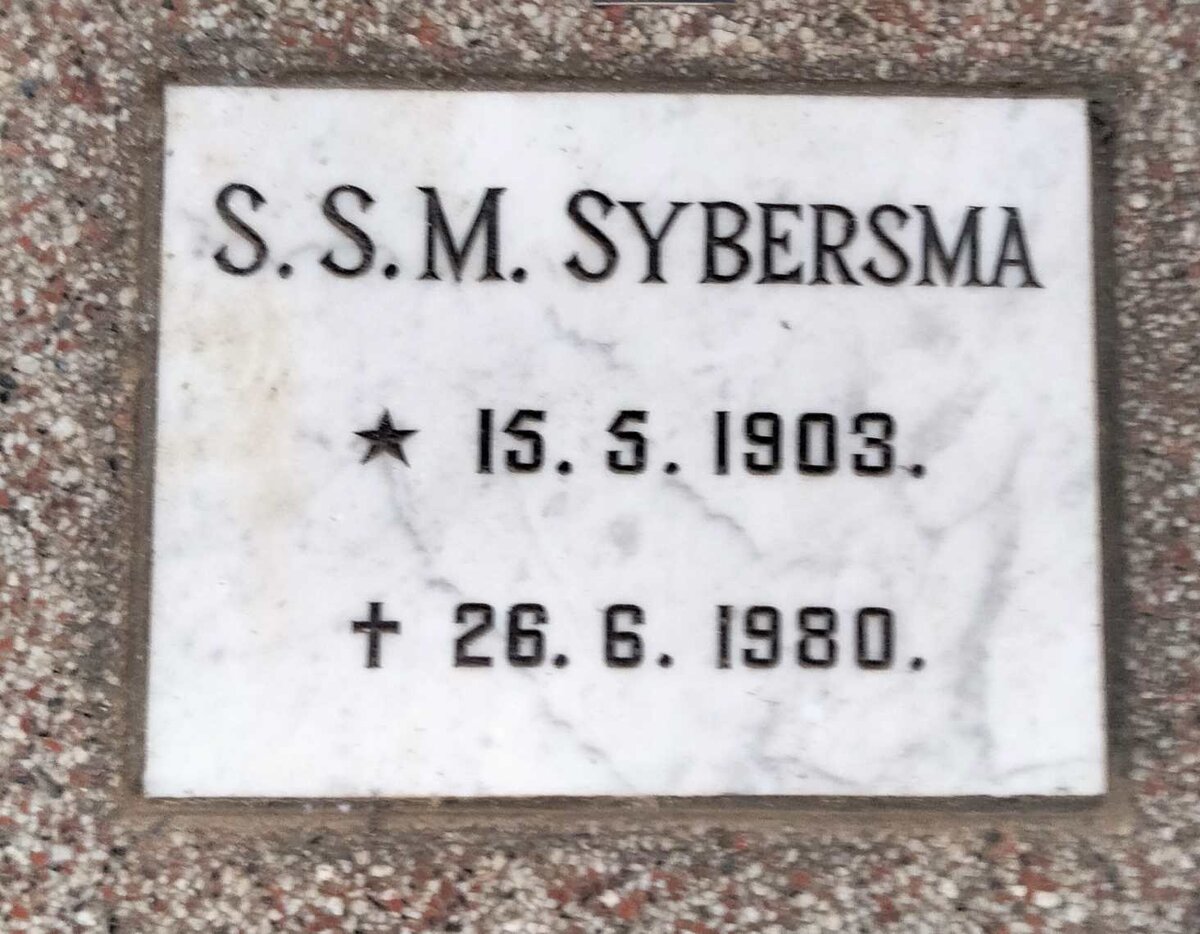 S. S. M. SYBERSMA
★ 15. 5. 1903.
✝ 26. 6. 1980.